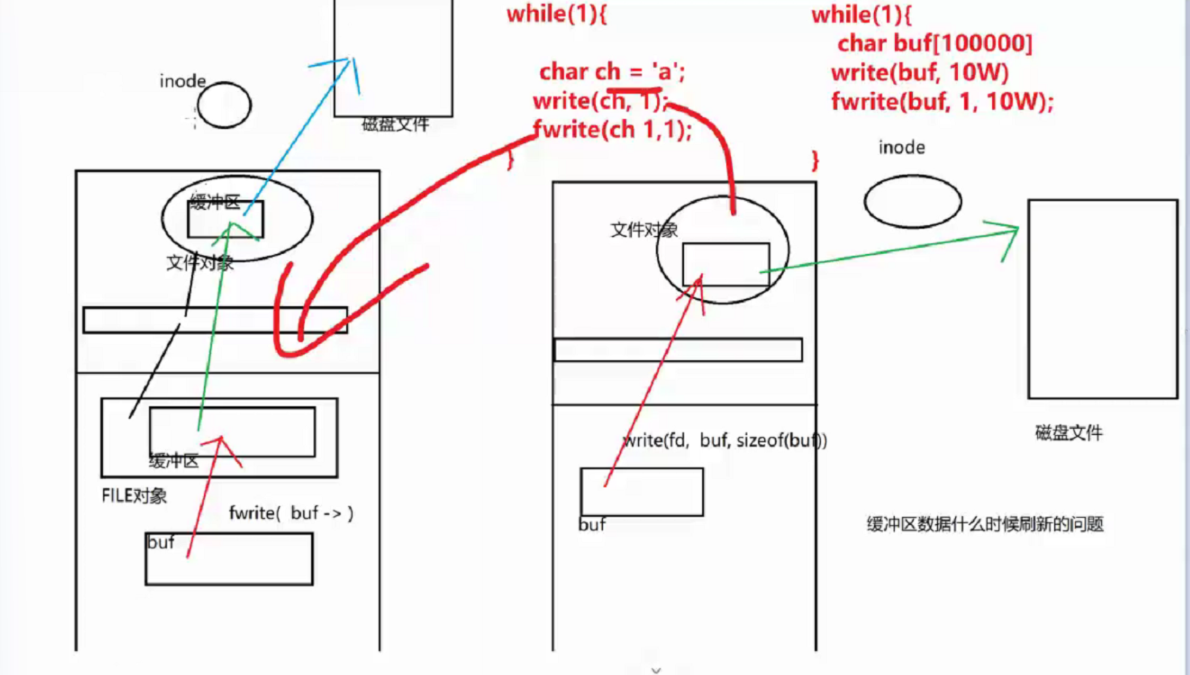 while(1){
char ch = 'a';
write(ch, 1);
fwrite(ch 1,1);
}
while(1){
char buf[100000]
write(buf, 10W)
fwrite(buf, 1, 10W);
}
inode
磁盘文件
缓冲区
文件对象
缓冲区
FILE对象
fwrite( buf -> )
buf
inode
文件对象
磁盘文件
write(fd, buf, sizeof(buf))
buf
缓冲区数据什么时候刷新的问题